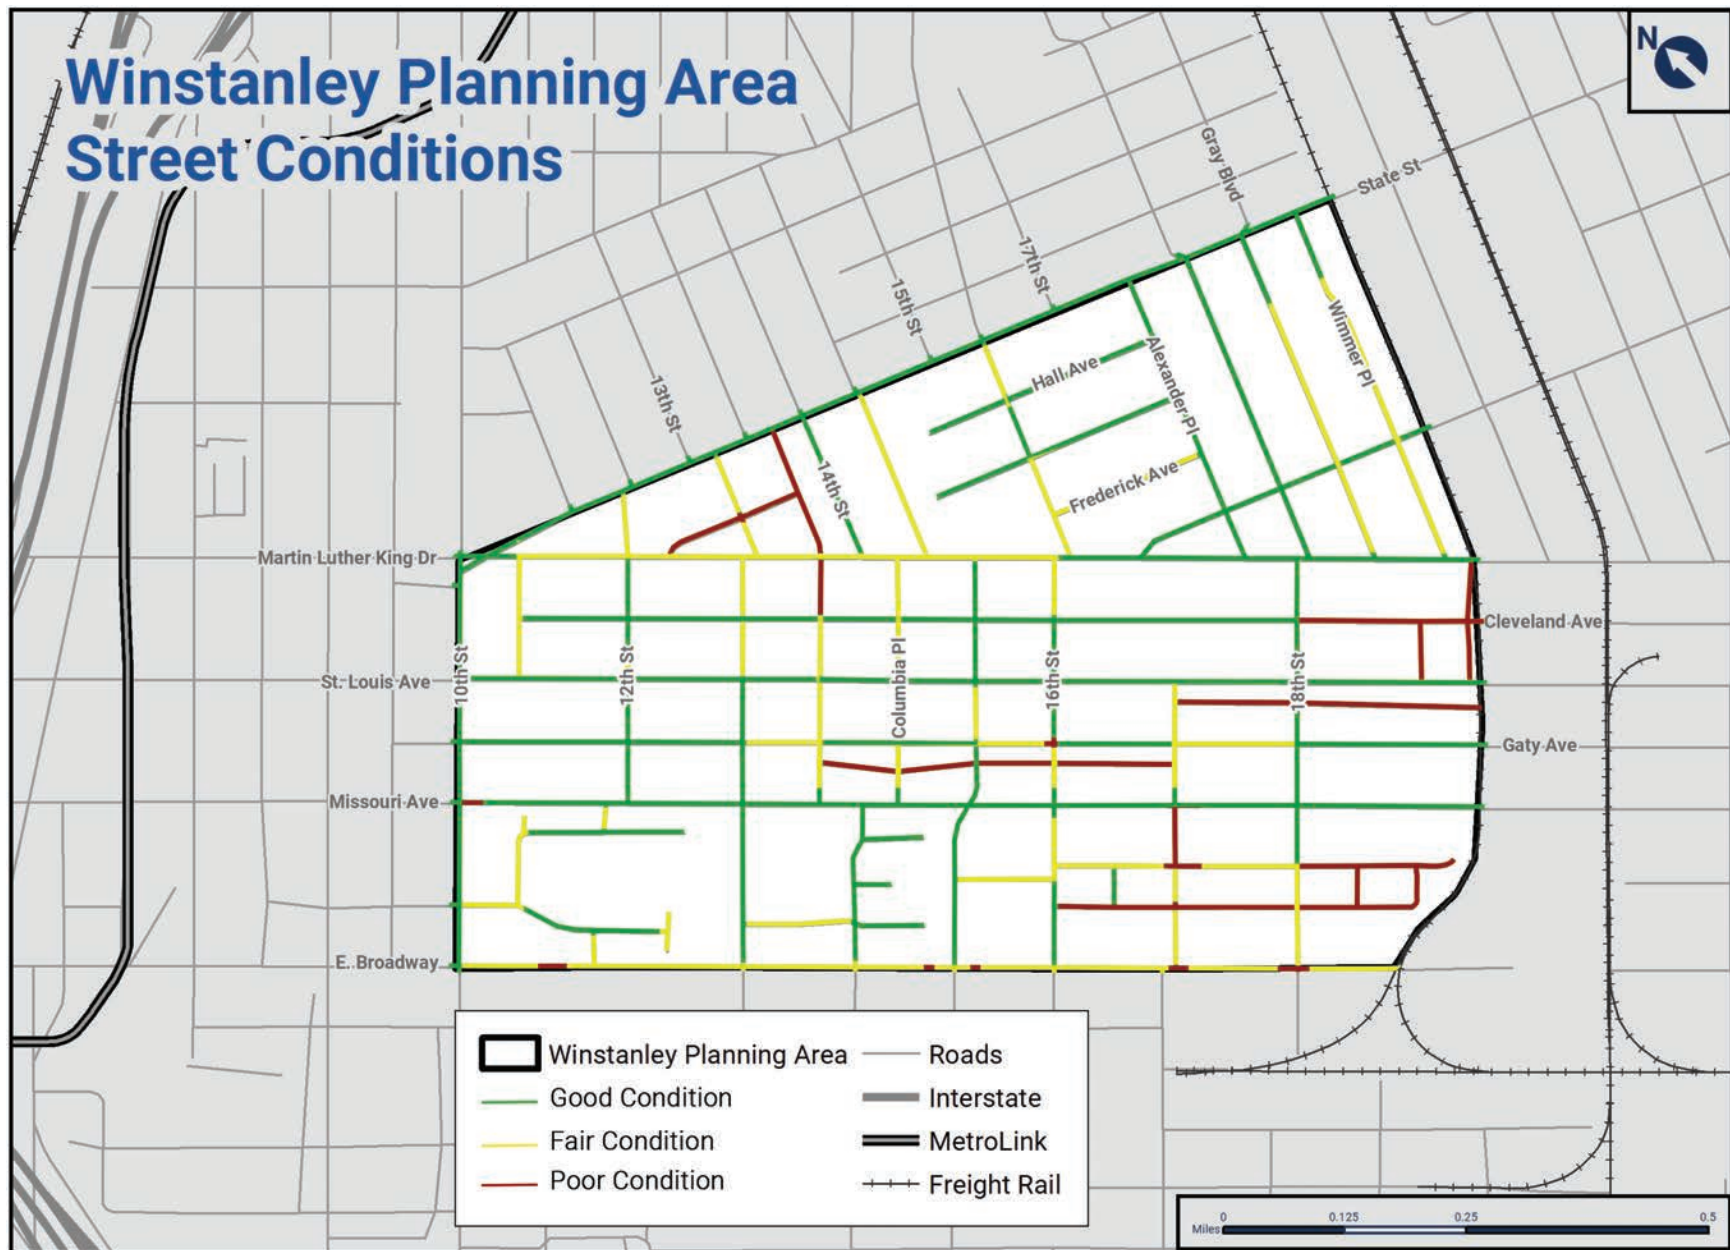 Winstanley Planning Area
Street Conditions
N
Gray Blvd
State St
17th St
15th St
Wimmer Pl
Hall Ave
Alexander Pl
13th St
14th St
Frederick Ave
Martin Luther King Dr
Cleveland Ave
10th St
12th St
Columbia Pl
16th St
18th St
St. Louis Ave
Gaty Ave
Missouri Ave
E. Broadway
Winstanley Planning Area
Good Condition
Fair Condition
Poor Condition
Roads
Interstate
MetroLink
Freight Rail
0 0.125 0.25 0.5
Miles